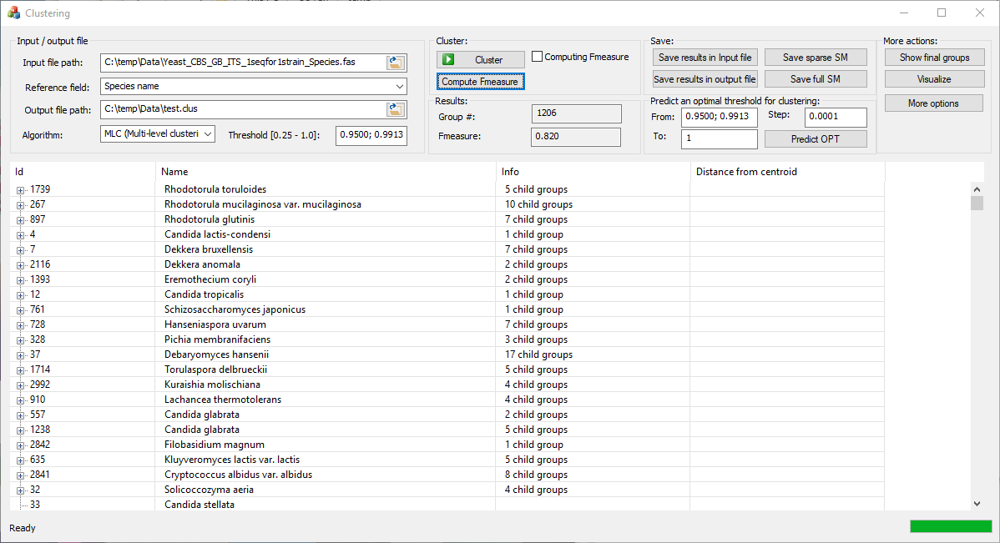 Clustering
Input / output file
Input file path: C:\temp\Data\Yeast_CBS_GB_ITS_1seqfor1strain_Species.fas
Reference field: Species name
Output file path: C:\temp\Data\test.clus
Algorithm: MLC (Multi-level clusteri Threshold [0.25 - 1.0]: 0.9500; 0.9913
Cluster:
Cluster Computing Fmeasure
Compute Fmeasure
Results:
Group #: 1206
Fmeasure: 0.820
Save:
Save results in Input file Save sparse SM
Save results in output file Save full SM
Predict an optimal threshold for clustering:
From: 0.9500; 0.9913 Step: 0.0001
To: 1 Predict OPT
More actions:
Show final groups
Visualize
More options
Id Name Info Distance from centroid
1739 Rhodotorula toruloides 5 child groups
267 Rhodotorula mucilaginosa var. mucilaginosa 10 child groups
897 Rhodotorula glutinis 7 child groups
4 Candida lactis-condensi 1 child group
7 Dekkera bruxellensis 7 child groups
2116 Dekkera anomala 2 child groups
1393 Eremothecium coryli 2 child groups
12 Candida tropicalis 1 child group
761 Schizosaccharomyces japonicus 1 child group
728 Hanseniaspora uvarum 7 child groups
328 Pichia membranifaciens 3 child groups
37 Debaryomyces hansenii 17 child groups
1714 Torulaspora delbrueckii 5 child groups
2992 Kuraishia molischiana 4 child groups
910 Lachancea thermotolerans 4 child groups
557 Candida glabrata 2 child groups
1238 Candida glabrata 5 child groups
2842 Filobasidium magnum 1 child group
635 Kluyveromyces lactis var. lactis 5 child groups
2841 Cryptococcus albidus var. albidus 8 child groups
32 Solicoccozyma aeria 4 child groups
33 Candida stellata
Ready